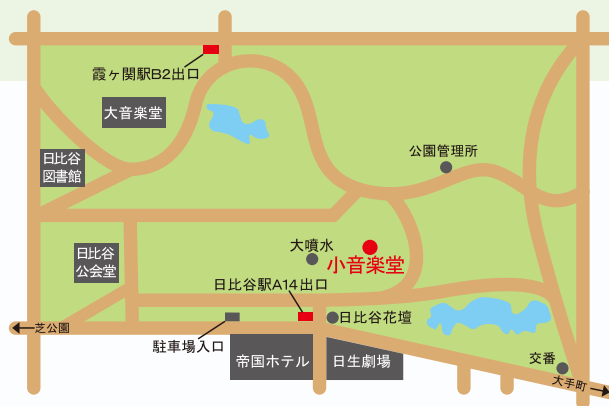 霞ヶ関駅B2出口
大音楽堂
日比谷
図書館
公園管理所
日比谷
公会堂
大噴水
小音楽堂
日比谷駅A14出口
日比谷花壇
芝公園
駐車場入口
帝国ホテル
日生劇場
交番
大手町